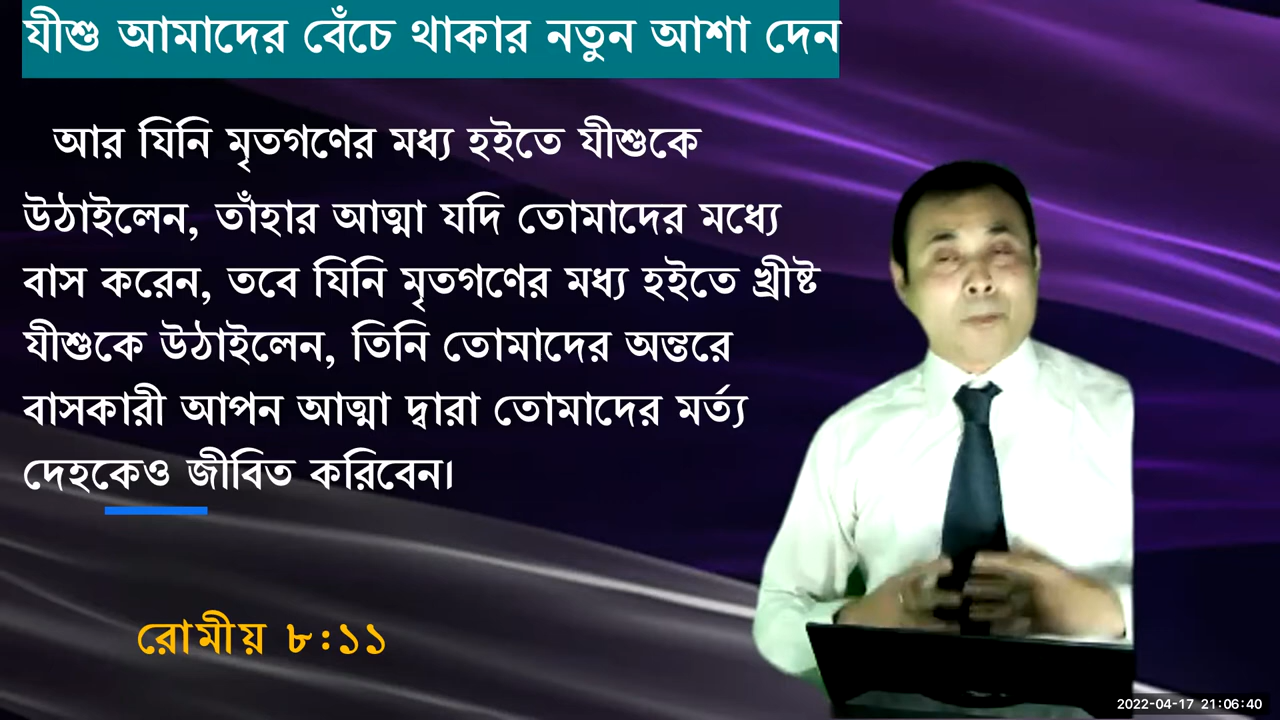 যীশু আমাদের বেঁচে থাকার নতুন আশা দেন
আর যিনি মৃতগণের মধ্য হইতে যীশুকে
উঠাইলেন, তাঁহার আত্মা যদি তোমাদের মধ্যে
বাস করেন, তবে যিনি মৃতগণের মধ্য হইতে খ্রীষ্ট
যীশুকে উঠাইলেন, তিনি তোমাদের অন্তরে
বাসকারী আপন আত্মা দ্বারা তোমাদের মর্ত্য
দেহকেও জীবিত করিবেন।
রোমীয় ৮:১১
2022-04-17 21:06:40